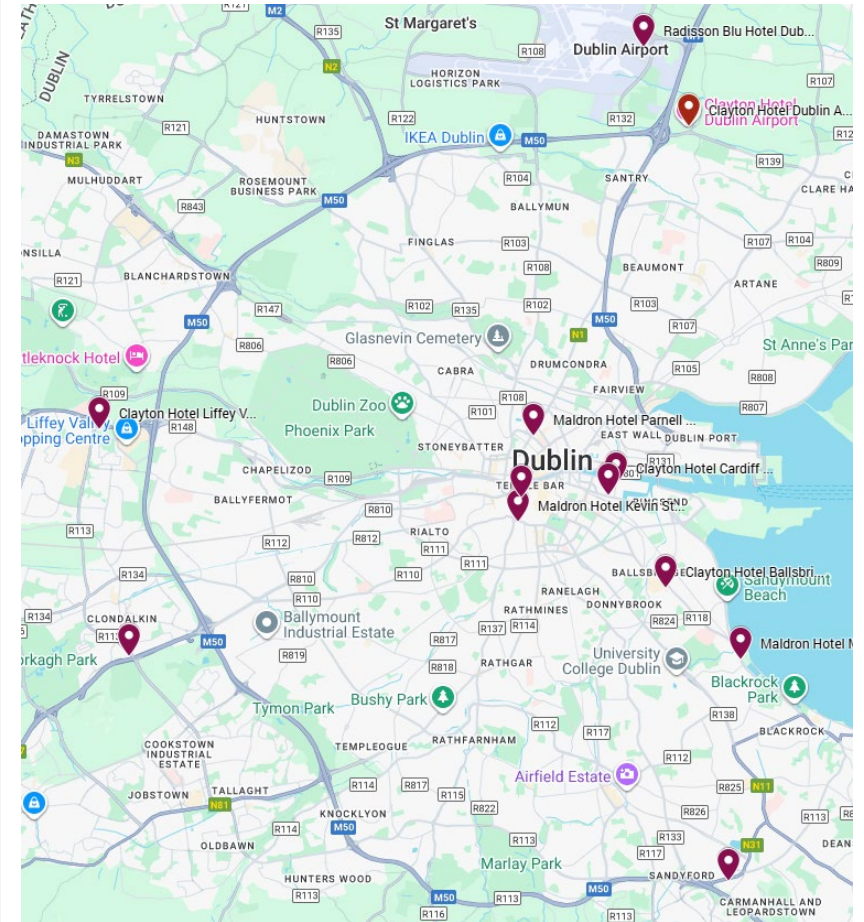 R121
M2
St Margaret's
Radisson Blu Hotel Dub...
M1
R135
R108
Dublin Airport
N2
HORIZON
LOGISTICS PARK
DUBLIN
TYRRELSTOWN
R107
Clayton Hotel
Clayton Hotel Dublin A...
Dublin Airport
HUNTSTOWN
R122
R132
R121
DAMASTOWN
INDUSTRIAL PARK
IKEA Dublin
M50
N3
R139
MULHUDDART
ROSEMOUNT
BUSINESS PARK
R104
SANTRY
M50
R843
BALLYMUN
CLARE HA
FINGLAS
R103
R107
R104
ONSILLA
R108
BEAUMONT
R809
R121
BLANCHARDSTOWN
ARTANE
R147
R102
R135
R102
R103
M50
M50
R107
Glasnevin Cemetery
N1
R806
St Anne's Par
tleknock Hotel
R806
DRUMCONDRA
R105
CABRA
R808
FAIRVIEW
R109
Dublin Zoo
R108
R101
R807
Clayton Hotel Liffey V...
Liffey Valley
opping Centre
R148
Phoenix Park
Maldron Hotel Parnell ...
EAST WALL
DUBLIN PORT
STONEYBATTER
Dublin
R131
CHAPELIZOD
R109
Clayton Hotel Cardiff ...
TEMPLE BAR
BALLYFERMOT
R810
Maldron Hotel Kevin St...
RINGSEND
R113
R812
RIALTO
R111
R112
R111
R134
R810
R110
BALLSBRIDGE
Clayton Hotel Ballsbri
Sandymount
Beach
R110
RANELAGH
DONNYBROOK
R134
CLONDALKIN
Ballymount
Industrial Estate
RATHMINES
R824
R118
R137
R114
R113
M50
R817
Maldron Hotel M
orkagh Park
R819
University
College Dublin
R818
RATHGAR
Tymon Park
Bushy Park
Blackrock
Park
R138
R112
R117
BLACKROCK
COOKSTOWN
INDUSTRIAL
ESTATE
TEMPLEOGUE
RATHFARNHAM
R112
Airfield Estate
R114
R817
R115
R825
N11
JOBSTOWN
TALLAGHT
N81
R822
R826
R113
KNOCKLYON
R114
M50
R113
R133
OLDBAWN
R117
N31
DEAN
Marlay Park
HUNTERS WOOD
SANDYFORD
R113
M50
R113
M50
CARMANHALL AND
LEOPARDSTOWN
R116
R113